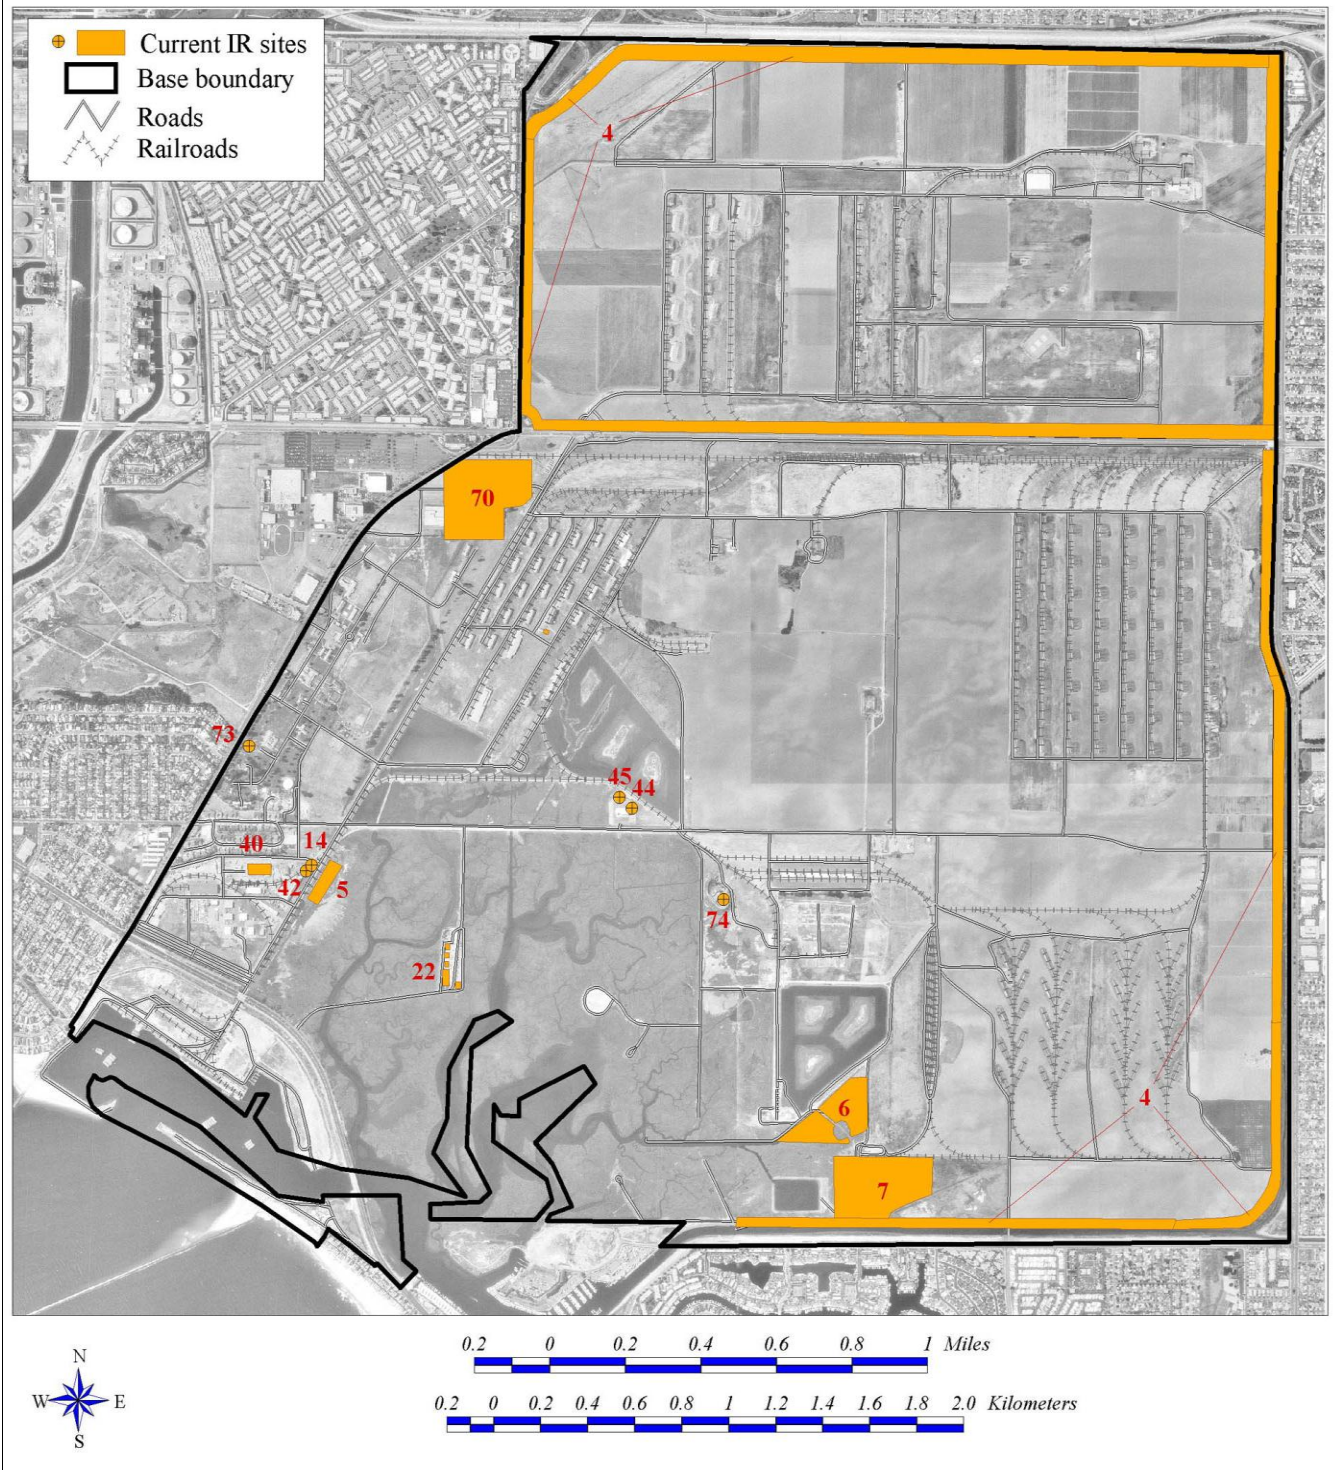 Current IR sites
Base boundary
Roads
Railroads
4
70
73
45
44
14
40
42
5
74
22
4
6
7
0.2 0 0.2 0.4 0.6 0.8 1 Miles
0.2 0 0.2 0.4 0.6 0.8 1 1.2 1.4 1.6 1.8 2.0 Kilometers
N
W E
S